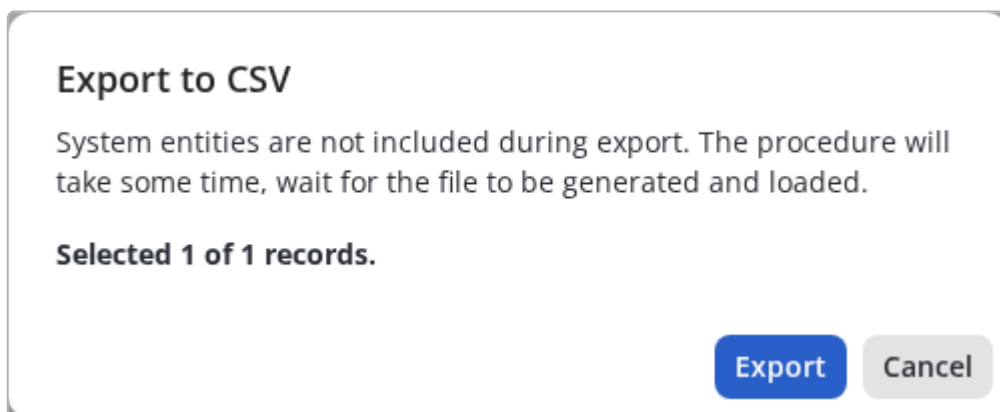 Export to CSV
System entities are not included during export. The procedure will
take some time, wait for the file to be generated and loaded.
Selected 1 of 1 records.
Export
Cancel